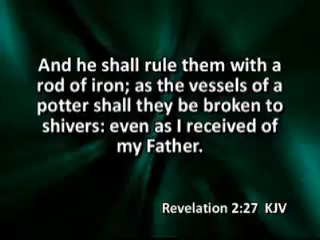 And he shall rule them with a
rod of iron; as the vessels of a
potter shall they be broken to
shivers: even as I received of
my Father.
Revelation 2:27 KJV